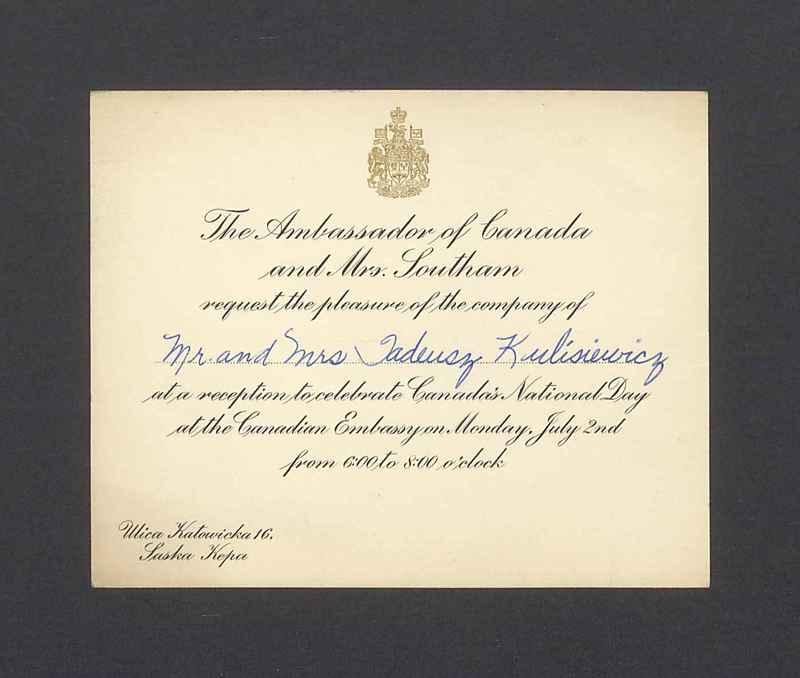 The Ambassador of Canada
and Mrs. Southam
request the pleasure of the company of
Mr. and Mrs Tadeusz Kulisiewicz
at a reception to celebrate Canada's National Day
at the Canadian Embassy on Monday, July 2nd
from 6:00 to 8:00 o'clock
Ulica Katowicka 16,
Saska Kepa